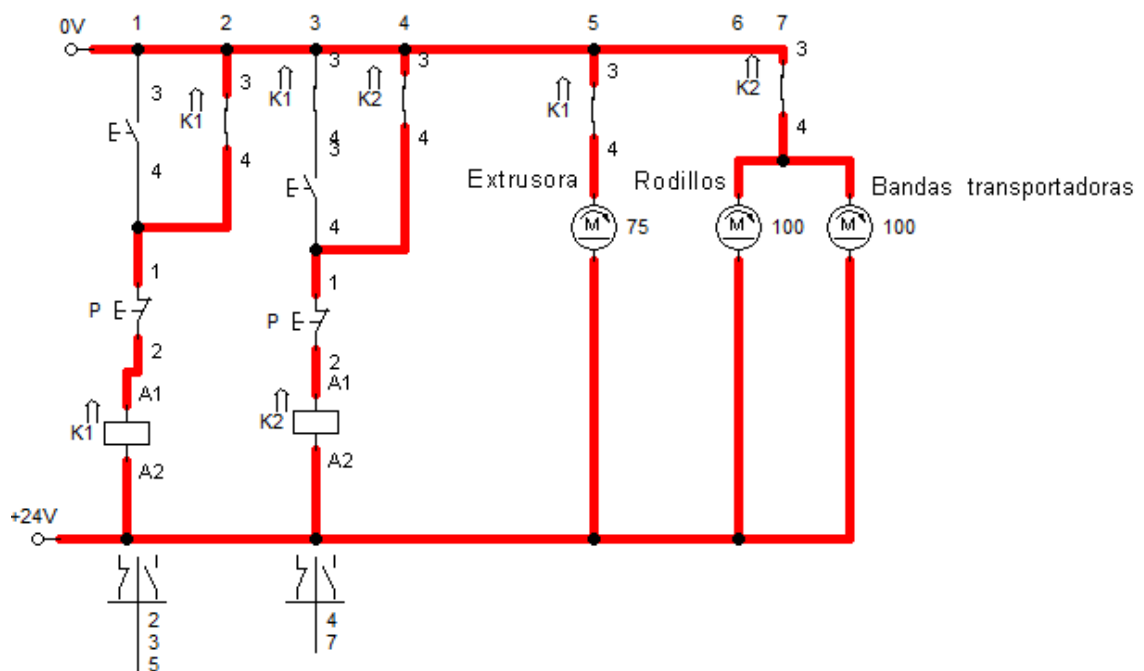 0V
1 2 3 4 5 6 7
3 3 3 3 3 3
K1 K1 K2 K1 K2
4 4 4 4 4 4
3
4
Extrusora Rodillos Bandas transportadoras
M 75 M 100 M 100
1 1
P P
2 2
A1 A1
K1 K2
A2 A2
+24V
2 4
3 7
5